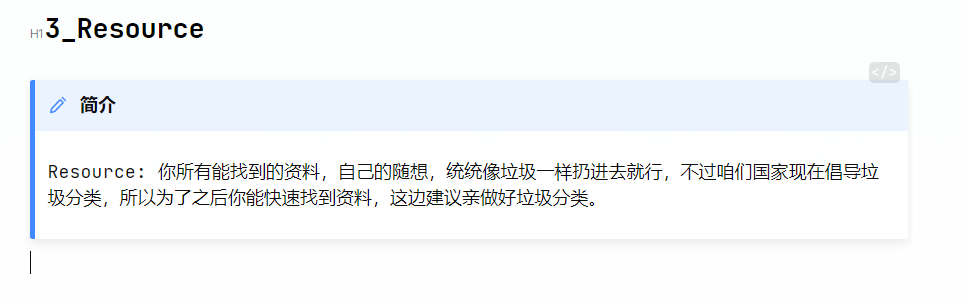 H1 3_Resource
</>
简介
Resource: 你所有能找到的资料，自己的随想，统统像垃圾一样扔进去就行，不过咱们国家现在倡导垃
圾分类，所以为了之后你能快速找到资料，这边建议亲做好垃圾分类。